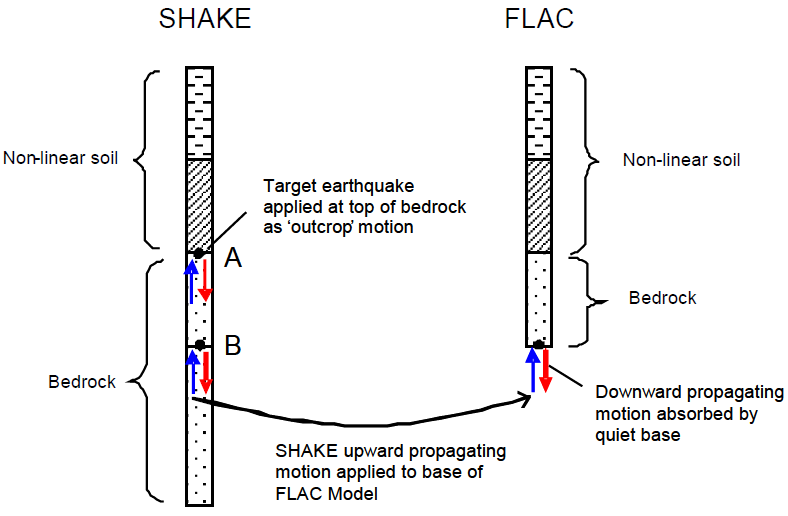 SHAKE
FLAC
Non-linear soil
Target earthquake
applied at top of bedrock
as ‘outcrop’ motion
A
B
Bedrock
SHAKE upward propagating
motion applied to base of
FLAC Model
Non-linear soil
Bedrock
Downward propagating
motion absorbed by
quiet base